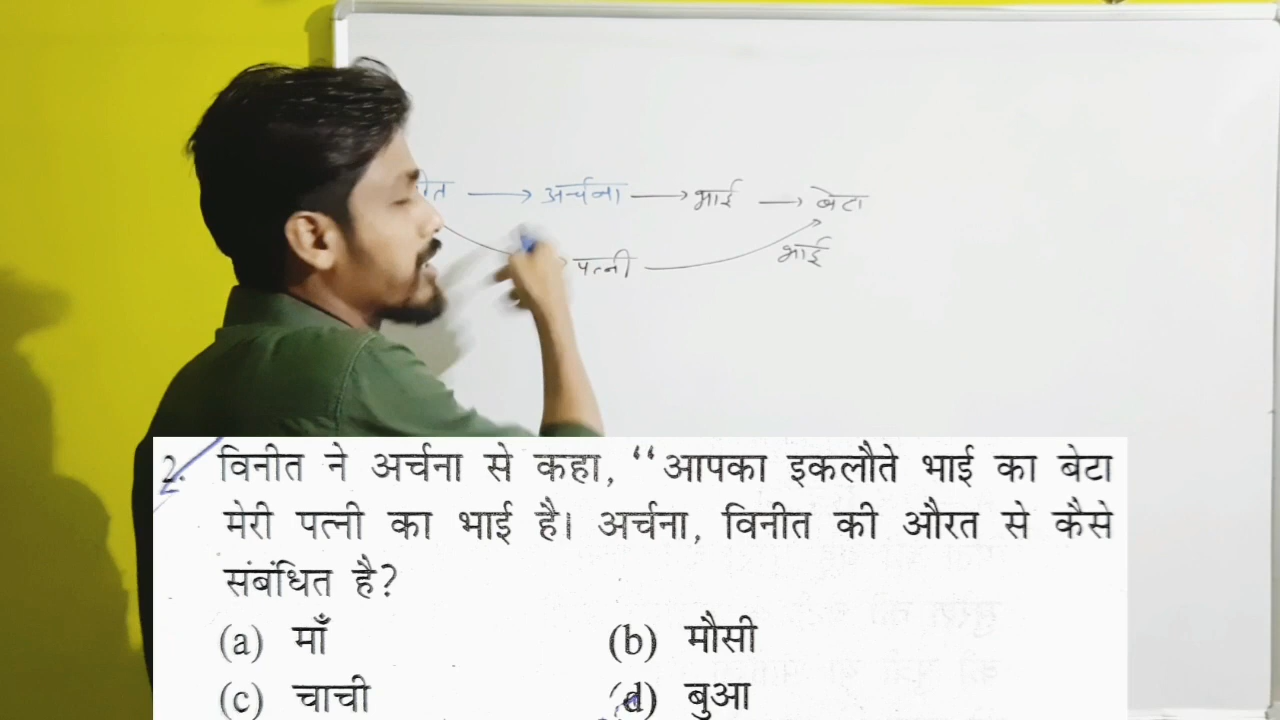 → अर्चना → भाई → बेटा
पत्नी भाई
2. विनीत ने अर्चना से कहा, “आपका इकलौते भाई का बेटा
मेरी पत्नी का भाई है। अर्चना, विनीत की औरत से कैसे
संबंधित है?
(a) माँ (b) मौसी
(c) चाची (d) बुआ